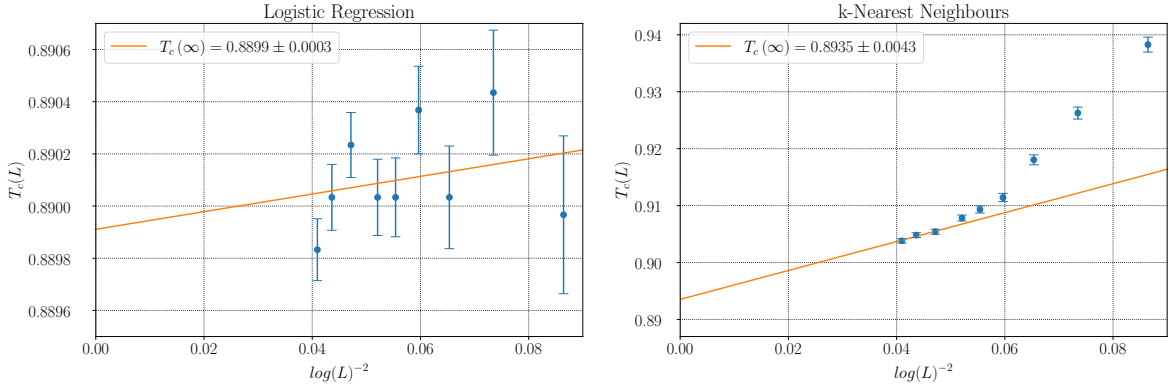 Logistic Regression
T_c(∞) = 0.8899 ± 0.0003
0.8906
0.8904
0.8902
0.8900
0.8898
0.8896
T_c(L)
0.00 0.02 0.04 0.06 0.08
log(L)^{-2}
k-Nearest Neighbours
T_c(∞) = 0.8935 ± 0.0043
0.94
0.93
0.92
0.91
0.90
0.89
T_c(L)
0.00 0.02 0.04 0.06 0.08
log(L)^{-2}